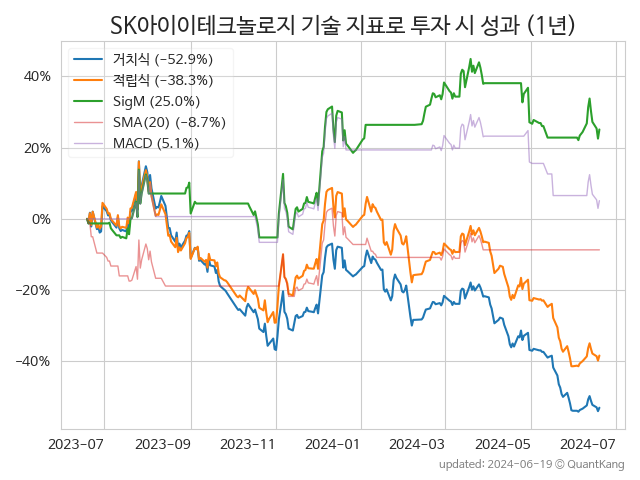 SK아이이테크놀로지 기술 지표로 투자 시 성과 (1년)
거치식 (−52.9%)
적립식 (−38.3%)
SigM (25.0%)
SMA(20) (−8.7%)
MACD (5.1%)
40%
20%
0%
−20%
−40%
2023-07 2023-09 2023-11 2024-01 2024-03 2024-05 2024-07
updated: 2024-06-19 © QuantKang